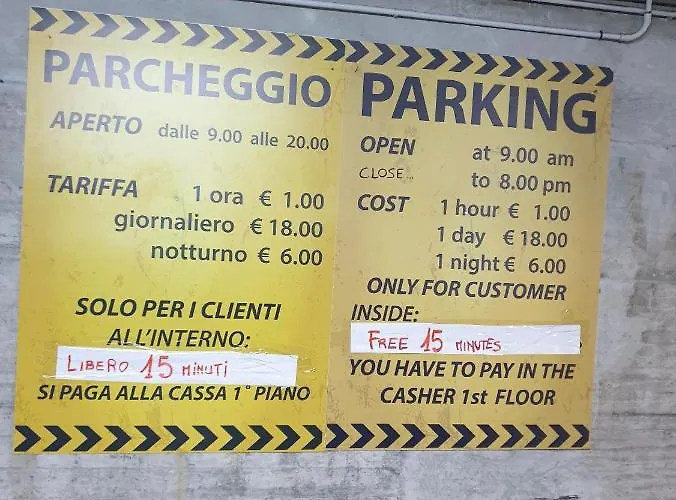 PARCHEGGIO
APERTO dalle 9.00 alle 20.00
TARIFFA 1 ora € 1.00
giornaliero € 18.00
notturno € 6.00
SOLO PER I CLIENTI
ALL'INTERNO:
LIBERO 15 MINUTI
SI PAGA ALLA CASSA 1° PIANO
PARKING
OPEN at 9.00 am
CLOSE... to 8.00 pm
COST 1 hour € 1.00
1 day € 18.00
1 night € 6.00
ONLY FOR CUSTOMER
INSIDE:
FREE 15 MINUTES
YOU HAVE TO PAY IN THE
CASHER 1st FLOOR